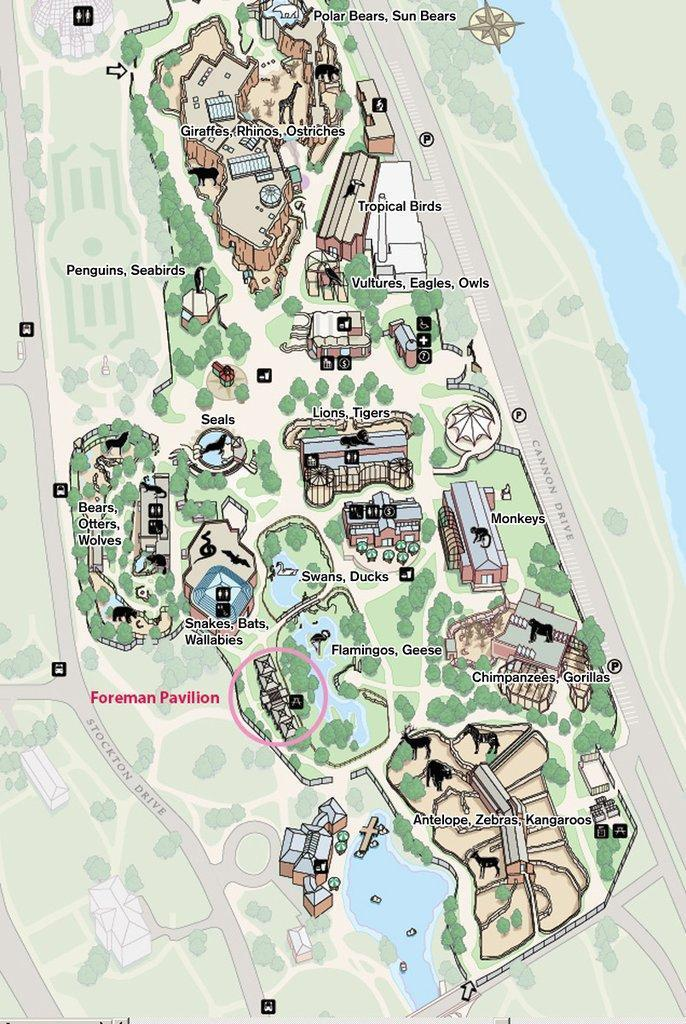 Polar Bears, Sun Bears
Giraffes, Rhinos, Ostriches
P
Tropical Birds
Penguins, Seabirds
Vultures, Eagles, Owls
Lions, Tigers
Seals
P
CANNON DRIVE
Bears,
Otters,
Wolves
Monkeys
Swans, Ducks
Snakes, Bats,
Wallabies
Flamingos, Geese
Chimpanzees, Gorillas
P
Foreman Pavilion
STOCKTON DRIVE
Antelope, Zebras, Kangaroos